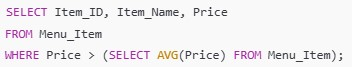 SELECT Item_ID, Item_Name, Price
FROM Menu_Item
WHERE Price > (SELECT AVG(Price) FROM Menu_Item);